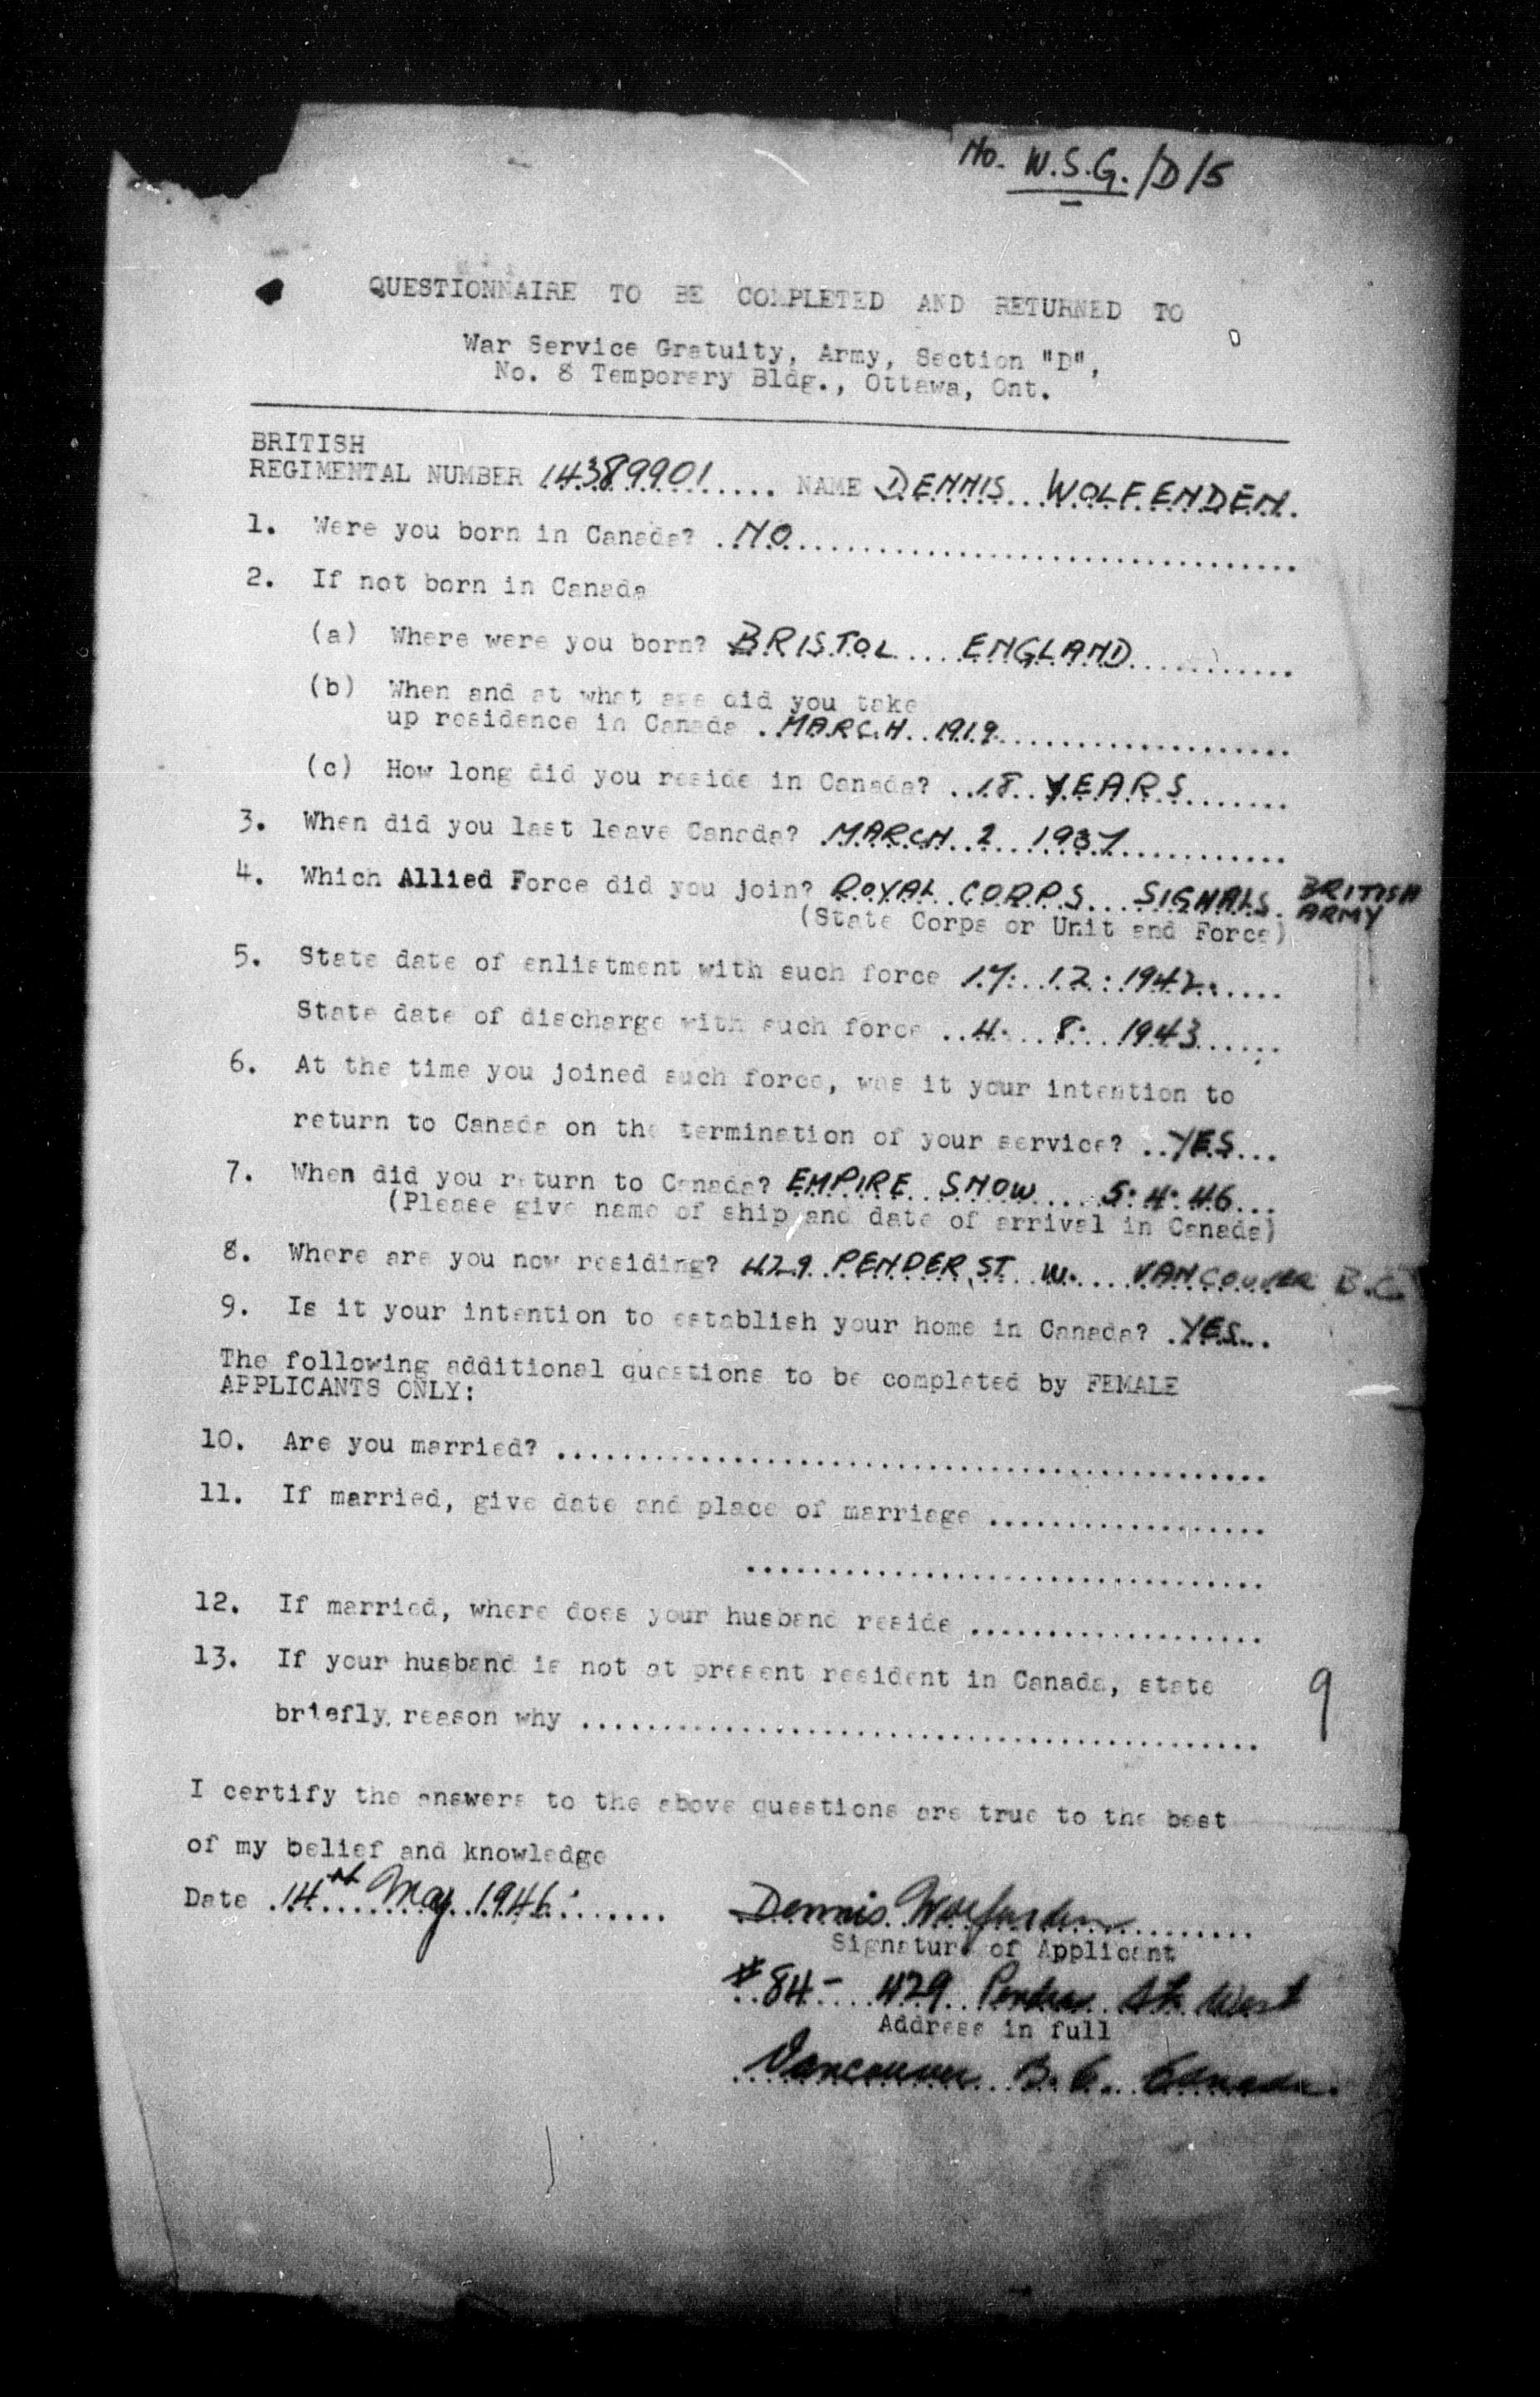 No. W.S.G./D/5
QUESTIONNAIRE TO BE COMPLETED AND RETURNED TO
War Service Gratuity, Army, Section "D",
No. 8 Temporary Bldg., Ottawa, Ont.
BRITISH
REGIMENTAL NUMBER 14389901..... NAME DENNIS WOLFENDEN.
1. Were you born in Canada? NO
2. If not born in Canada
(a) Where were you born? BRISTOL ENGLAND
(b) When and at what age did you take
up residence in Canada MARCH 1919
(c) How long did you reside in Canada? 18 YEARS
3. When did you last leave Canada? MARCH 2 1937
4. Which Allied Force did you join? ROYAL CORPS SIGNALS. BRITISH ARMY
(State Corps or Unit and Force)
5. State date of enlistment with such force 17: 12: 1942.
State date of discharge with such force 4. 8: 1943
6. At the time you joined such force, was it your intention to
return to Canada on the termination of your service? YES
7. When did you return to Canada? EMPIRE SNOW 5: 4: 46
(Please give name of ship and date of arrival in Canada)
8. Where are you now residing? 429 PENDER ST W. VANCOUVER B.C.
9. Is it your intention to establish your home in Canada? YES
The following additional questions to be completed by FEMALE
APPLICANTS ONLY:
10. Are you married?
11. If married, give date and place of marriage
12. If married, where does your husband reside
13. If your husband is not at present resident in Canada, state
briefly reason why
9
I certify the answers to the above questions are true to the best
of my belief and knowledge
Date 14th May 1946
Dennis Wolfenden
Signature of Applicant
#84 - 429 Pender St. West
Address in full
Vancouver B.C. Canada.